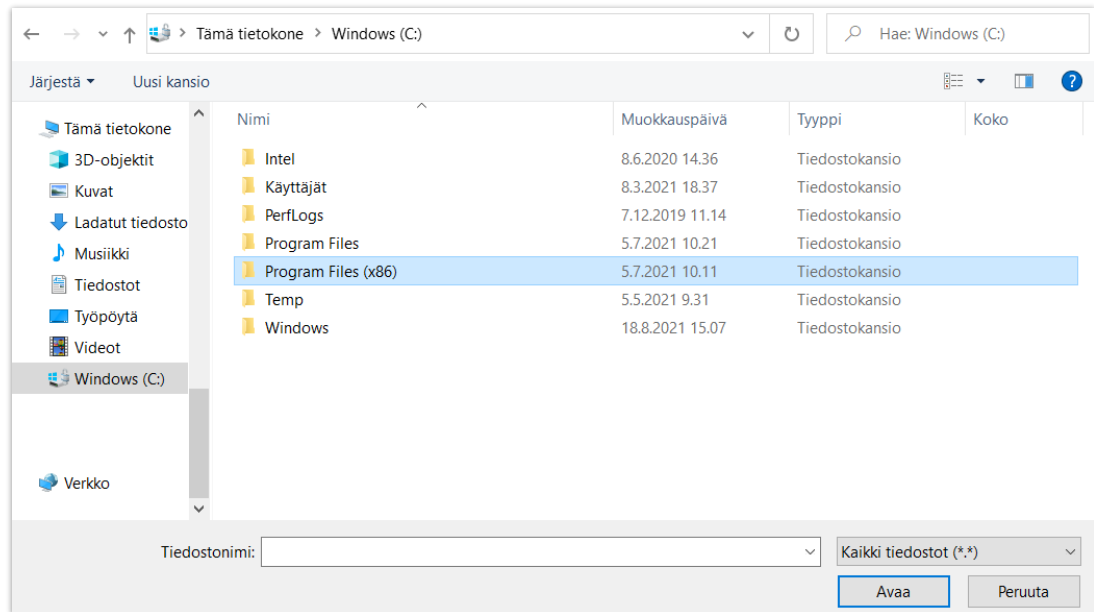 Tämä tietokone > Windows (C:)
Hae: Windows (C:)
Järjestä Uusi kansio
?
Tämä tietokone
3D-objektit
Kuvat
Ladatut tiedosto
Musiikki
Tiedostot
Työpöytä
Videot
Windows (C:)
Verkko
Nimi Muokkauspäivä Tyyppi Koko
Intel 8.6.2020 14.36 Tiedostokansio
Käyttäjät 8.3.2021 18.37 Tiedostokansio
PerfLogs 7.12.2019 11.14 Tiedostokansio
Program Files 5.7.2021 10.21 Tiedostokansio
Program Files (x86) 5.7.2021 10.11 Tiedostokansio
Temp 5.5.2021 9.31 Tiedostokansio
Windows 18.8.2021 15.07 Tiedostokansio
Tiedostonimi: Kaikki tiedostot (*.*)
Avaa Peruuta